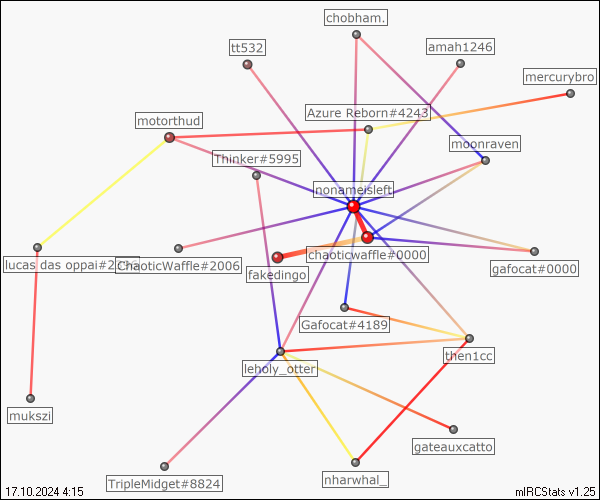 chobham.
tt532
amah1246
mercurybro
Azure Reborn#4243
motorthud
moonraven
Thinker#5995
nonameisleft
chaoticwaffle#0000
lucas das oppai#2
ChaoticWaffle#2006
fakedingo
gafocat#0000
Gafocat#4189
then1cc
leholy_otter
mukszi
gateauxcatto
TripleMidget#8824
nharwhal_
17.10.2024 4:15
mIRCStats v1.25